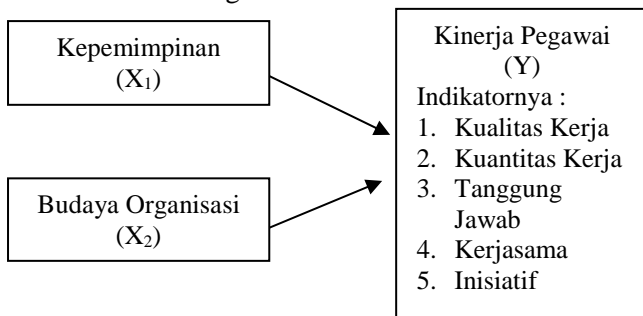 Kepemimpinan
(X₁)
Budaya Organisasi
(X₂)
Kinerja Pegawai
(Y)
Indikatornya :
1. Kualitas Kerja
2. Kuantitas Kerja
3. Tanggung
Jawab
4. Kerjasama
5. Inisiatif